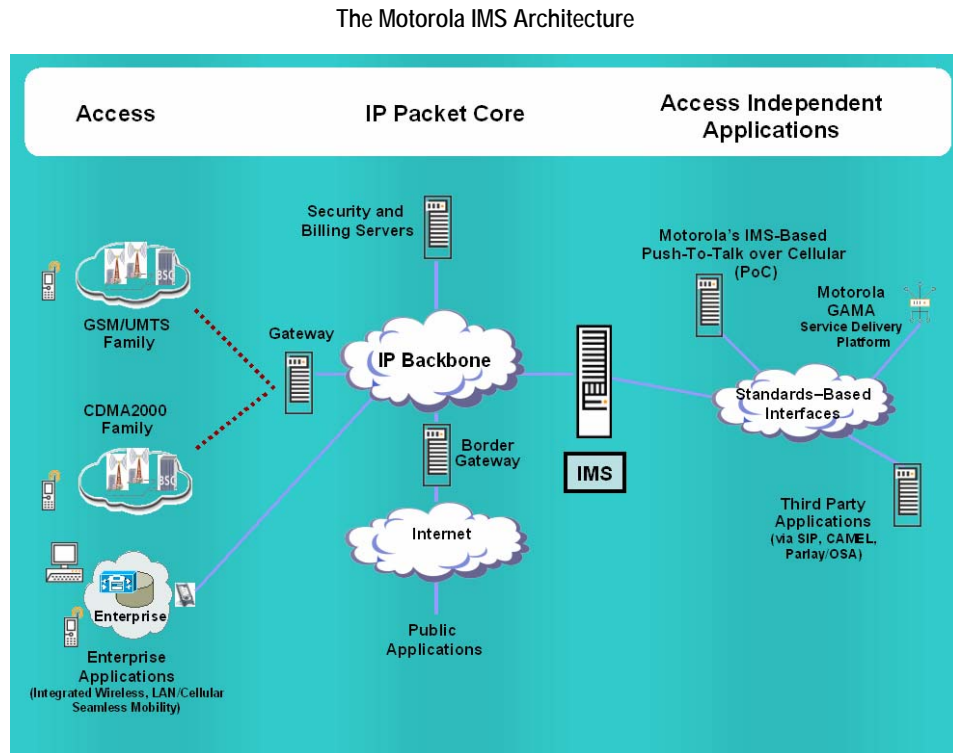 The Motorola IMS Architecture
Access
IP Packet Core
Access Independent
Applications
Security and
Billing Servers
Motorola's IMS-Based
Push-To-Talk over Cellular
(PoC)
Motorola
GAMA
Service Delivery
Platform
BSC
GSM/UMTS
Family
Gateway
IP Backbone
Standards–Based
Interfaces
CDMA2000
Family
BSC
Border
Gateway
IMS
Internet
Third Party
Applications
(via SIP, CAMEL,
Parlay/OSA)
Enterprise
Public
Applications
Enterprise
Applications
(Integrated Wireless, LAN/Cellular
Seamless Mobility)